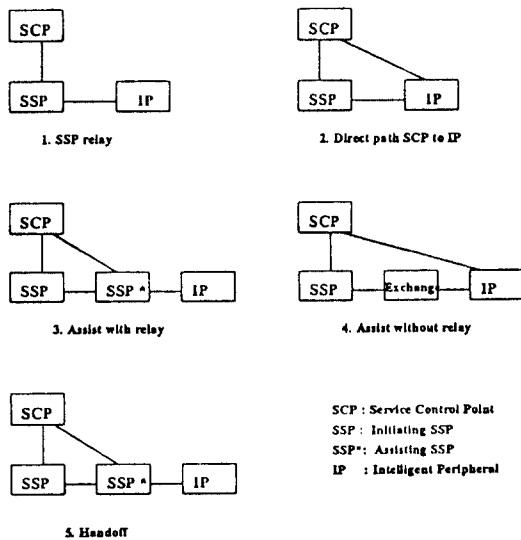 SCP
SSP
IP
1. SSP relay
SCP
SSP
IP
2. Direct path SCP to IP
SCP
SSP
SSP *
IP
3. Assist with relay
SCP
SSP
Exchange
IP
4. Assist without relay
SCP
SSP
SSP *
IP
5. Handoff
SCP : Service Control Point
SSP : Initiating SSP
SSP*: Assisting SSP
IP : Intelligent Peripheral